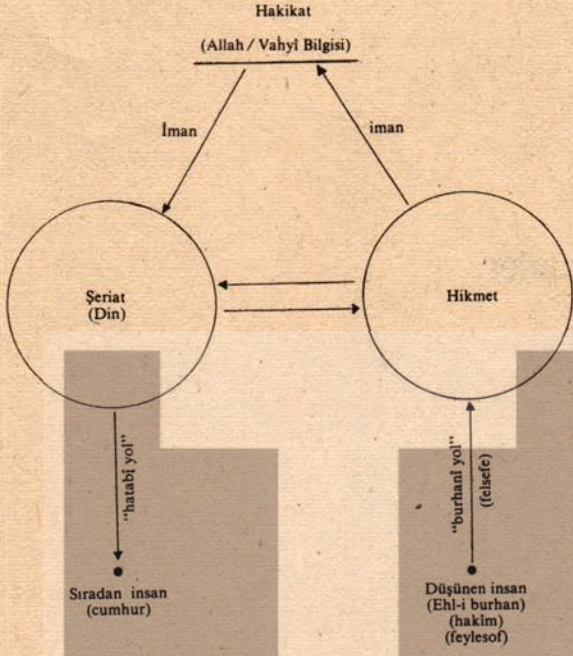 Hakikat
(Allah / Vahyî Bilgisi)
İman
iman
Şeriat
(Din)
Hikmet
"hatabî yol"
"burhanî yol"
(felsefe)
Sıradan insan
(cumhur)
Düşünen insan
(Ehl-i burhan)
(hakîm)
(feylesof)